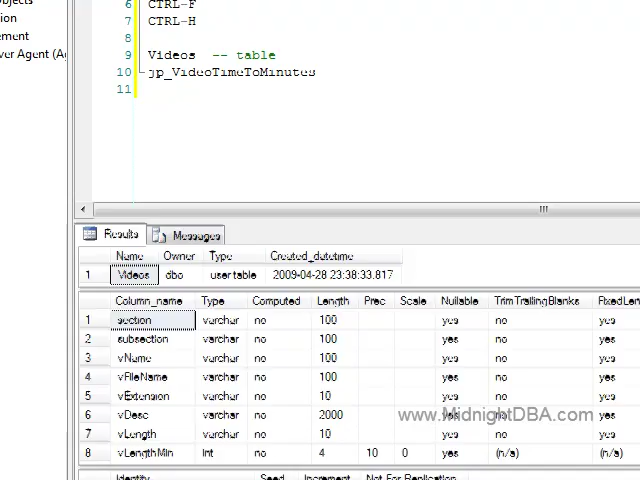 bjects
ion
ement
ver Agent (Ag
6 CTRL-F
7 CTRL-H
8
9 Videos -- table
10 jp_VideoTimeToMinutes
11
Results Messages
Name Owner Type Created_datetime
1 Videos dbo user table 2009-04-28 23:38:33.817
Column_name Type Computed Length Prec Scale Nullable TrimTrailingBlanks FixedLen
1 section varchar no 100 yes no yes
2 subsection varchar no 100 yes no yes
3 vName varchar no 100 yes no yes
4 vFileName varchar no 100 yes no yes
5 vExtension varchar no 10 yes no yes
6 vDesc varchar no 2000 yes no yes
www.MidnightDBA.com
7 vLength varchar no 10 yes no yes
8 vLengthMin int no 4 10 0 yes (n/a) (n/a)
Identity Seed Increment Not For Replication